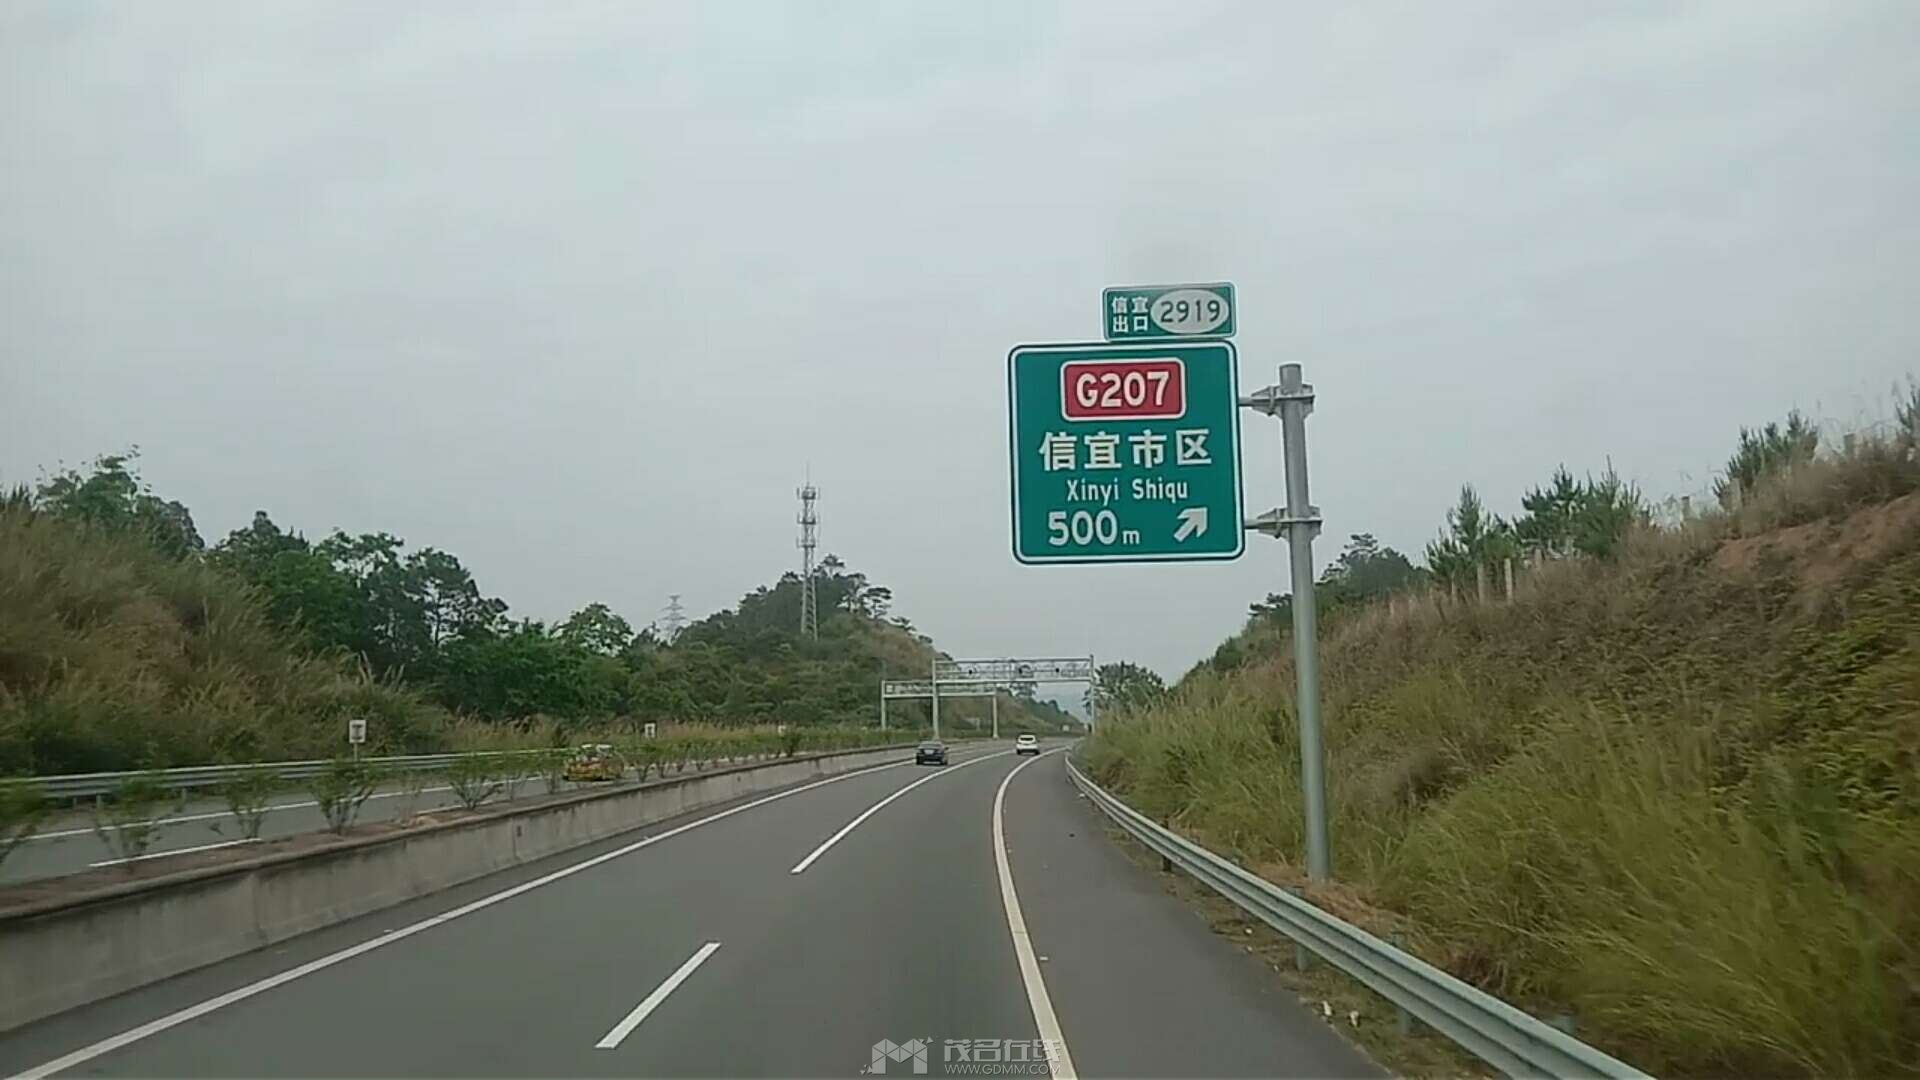 信宜
出口 2919
G207
信宜市区
Xinyi Shiqu
500m
茂名在线
WWW.GDMM.COM